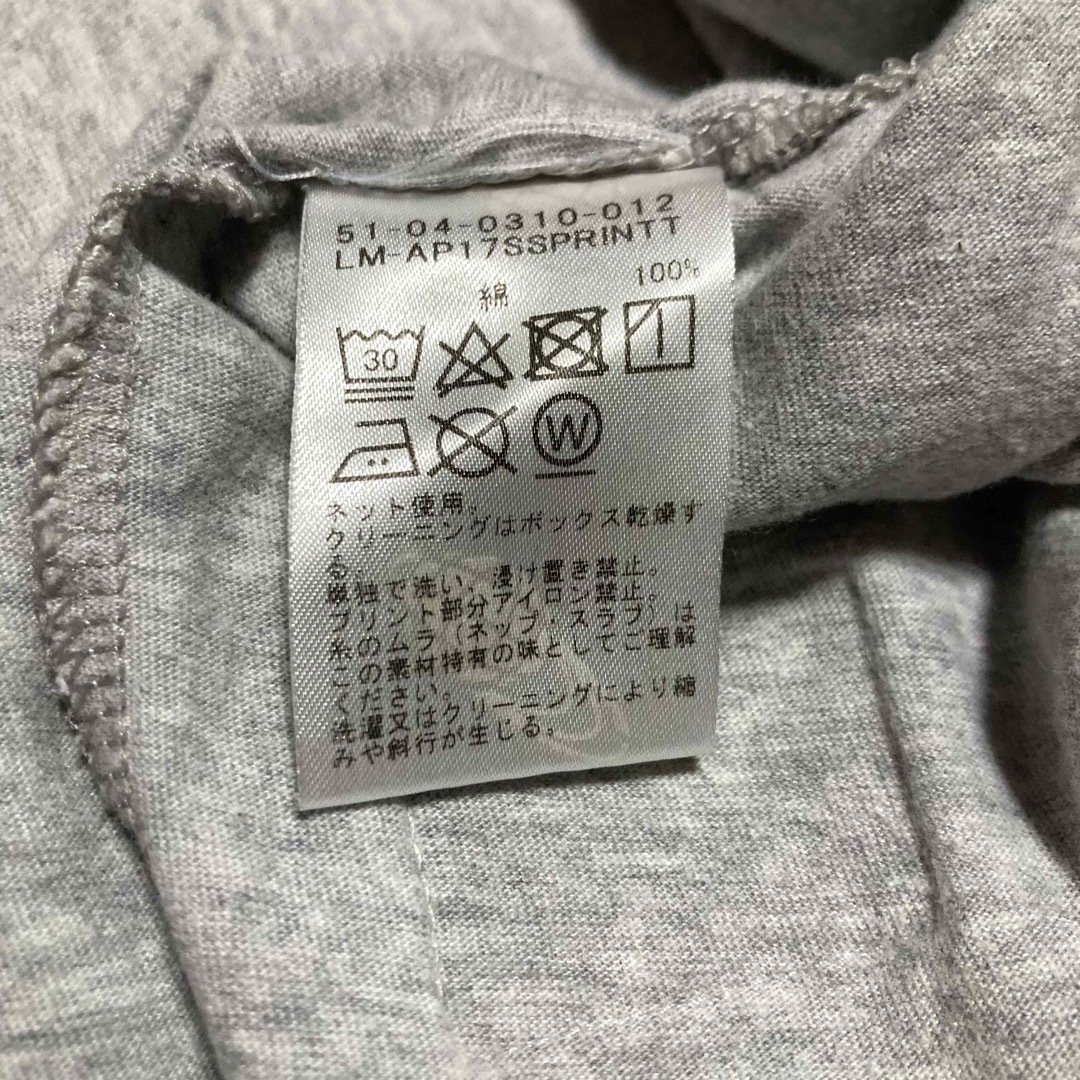 51-04-0310-012
LM-AP17SSPRINTT
綿 100%
30
W
ネット使用。
クリーニングはボックス乾燥す
る
単独で洗い、浸け置き禁止。
プリント部分アイロン禁止。
糸のムラ(ネップ・スラブ)は
この素材特有の味としてご理解
ください。
洗濯又はクリーニングにより縮
みや斜行が生じる。